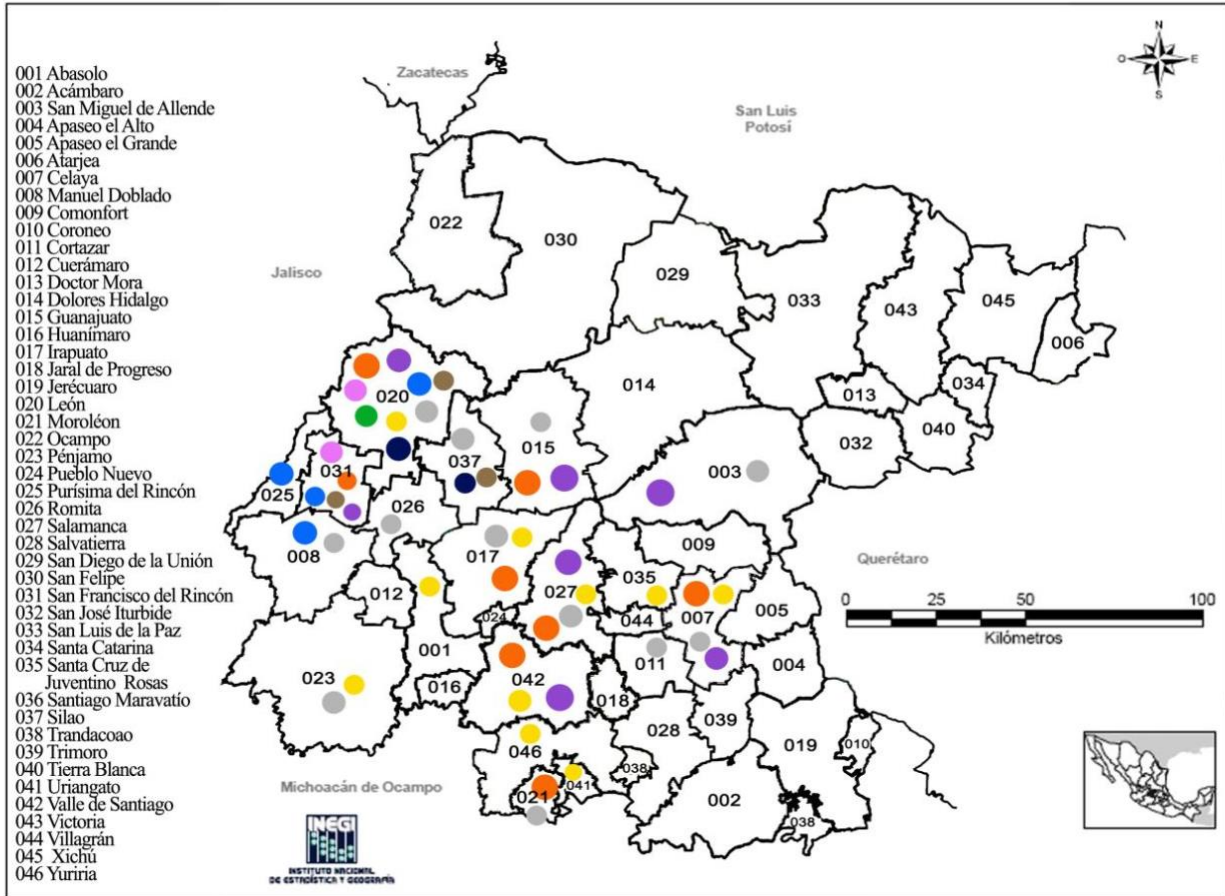 Zacatecas
San Luis
Potosí
N
O
E
S
001 Abasolo
002 Acámbaro
003 San Miguel de Allende
004 Apaseo el Alto
005 Apaseo el Grande
006 Atarjea
007 Celaya
008 Manuel Doblado
009 Comonfort
010 Coroneo
011 Cortazar
012 Cuerámaro
013 Doctor Mora
014 Dolores Hidalgo
015 Guanajuato
016 Huanímaro
017 Irapuato
018 Jaral de Progreso
019 Jerécuaro
020 León
021 Moroléon
022 Ocampo
023 Pénjamo
024 Pueblo Nuevo
025 Purísima del Rincón
026 Romita
027 Salamanca
028 Salvatierra
029 San Diego de la Unión
030 San Felipe
031 San Francisco del Rincón
032 San José Iturbide
033 San Luis de la Paz
034 Santa Catarina
035 Santa Cruz de
Juventino Rosas
036 Santiago Maravatío
037 Silao
038 Trandacoao
039 Trimoro
040 Tierra Blanca
041 Uriangato
042 Valle de Santiago
043 Victoria
044 Villagrán
045 Xichú
046 Yuriria
Jalisco
022
030
029
033
043
045
006
014
013
034
020
015
032
040
031
037
003
025
026
008
017
009
Querétaro
035
012
027
005
024
044
007
001
011
004
023
016
042
018
039
028
019
010
046
038
041
021
002
038
0 25 50 100
Kilómetros
Michoacán de Ocampo
INEGI
INSTITUTO NACIONAL
DE ESTADÍSTICA Y GEOGRAFÍA